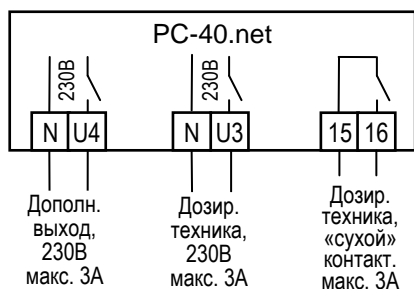 PC-40.net
230В
230В
N U4
N U3
15 16
Дополн.
выход,
230В
макс. 3А
Дозир.
техника,
230В
макс. 3А
Дозир.
техника,
«сухой»
контакт.
макс. 3А